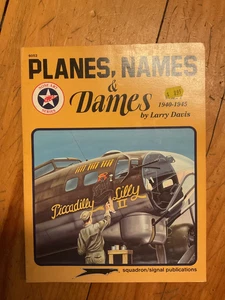 PLANES, NAMES
&
Dames
1940-1945
by Larry Davis
Piccadilly
Lilly
II
squadron/signal publications